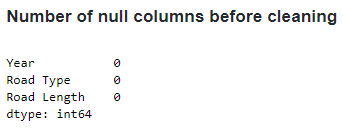 Number of null columns before cleaning
Year 0
Road Type 0
Road Length 0
dtype: int64